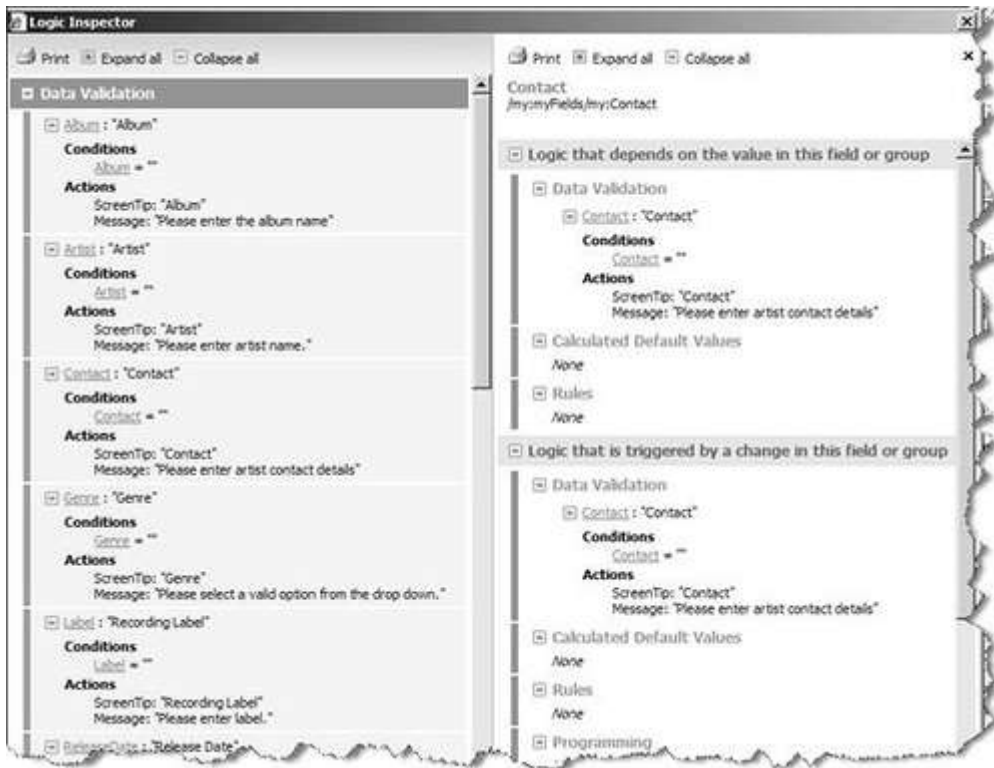 Logic Inspector
Print Expand all Collapse all
Data Validation
Album : "Album"
Conditions
Album = ""
Actions
ScreenTip: "Album"
Message: "Please enter the album name"
Artist : "Artist"
Conditions
Artist = ""
Actions
ScreenTip: "Artist"
Message: "Please enter artist name."
Contact : "Contact"
Conditions
Contact = ""
Actions
ScreenTip: "Contact"
Message: "Please enter artist contact details"
Genre : "Genre"
Conditions
Genre = ""
Actions
ScreenTip: "Genre"
Message: "Please select a valid option from the drop down."
Label : "Recording Label"
Conditions
Label = ""
Actions
ScreenTip: "Recording Label"
Message: "Please enter label."
ReleaseDate : "Release Date"
Print Expand all Collapse all
Contact
/my:myFields/my:Contact
Logic that depends on the value in this field or group
Data Validation
Contact : "Contact"
Conditions
Contact = ""
Actions
ScreenTip: "Contact"
Message: "Please enter artist contact details"
Calculated Default Values
None
Rules
None
Logic that is triggered by a change in this field or group
Data Validation
Contact : "Contact"
Conditions
Contact = ""
Actions
ScreenTip: "Contact"
Message: "Please enter artist contact details"
Calculated Default Values
None
Rules
None
Programming